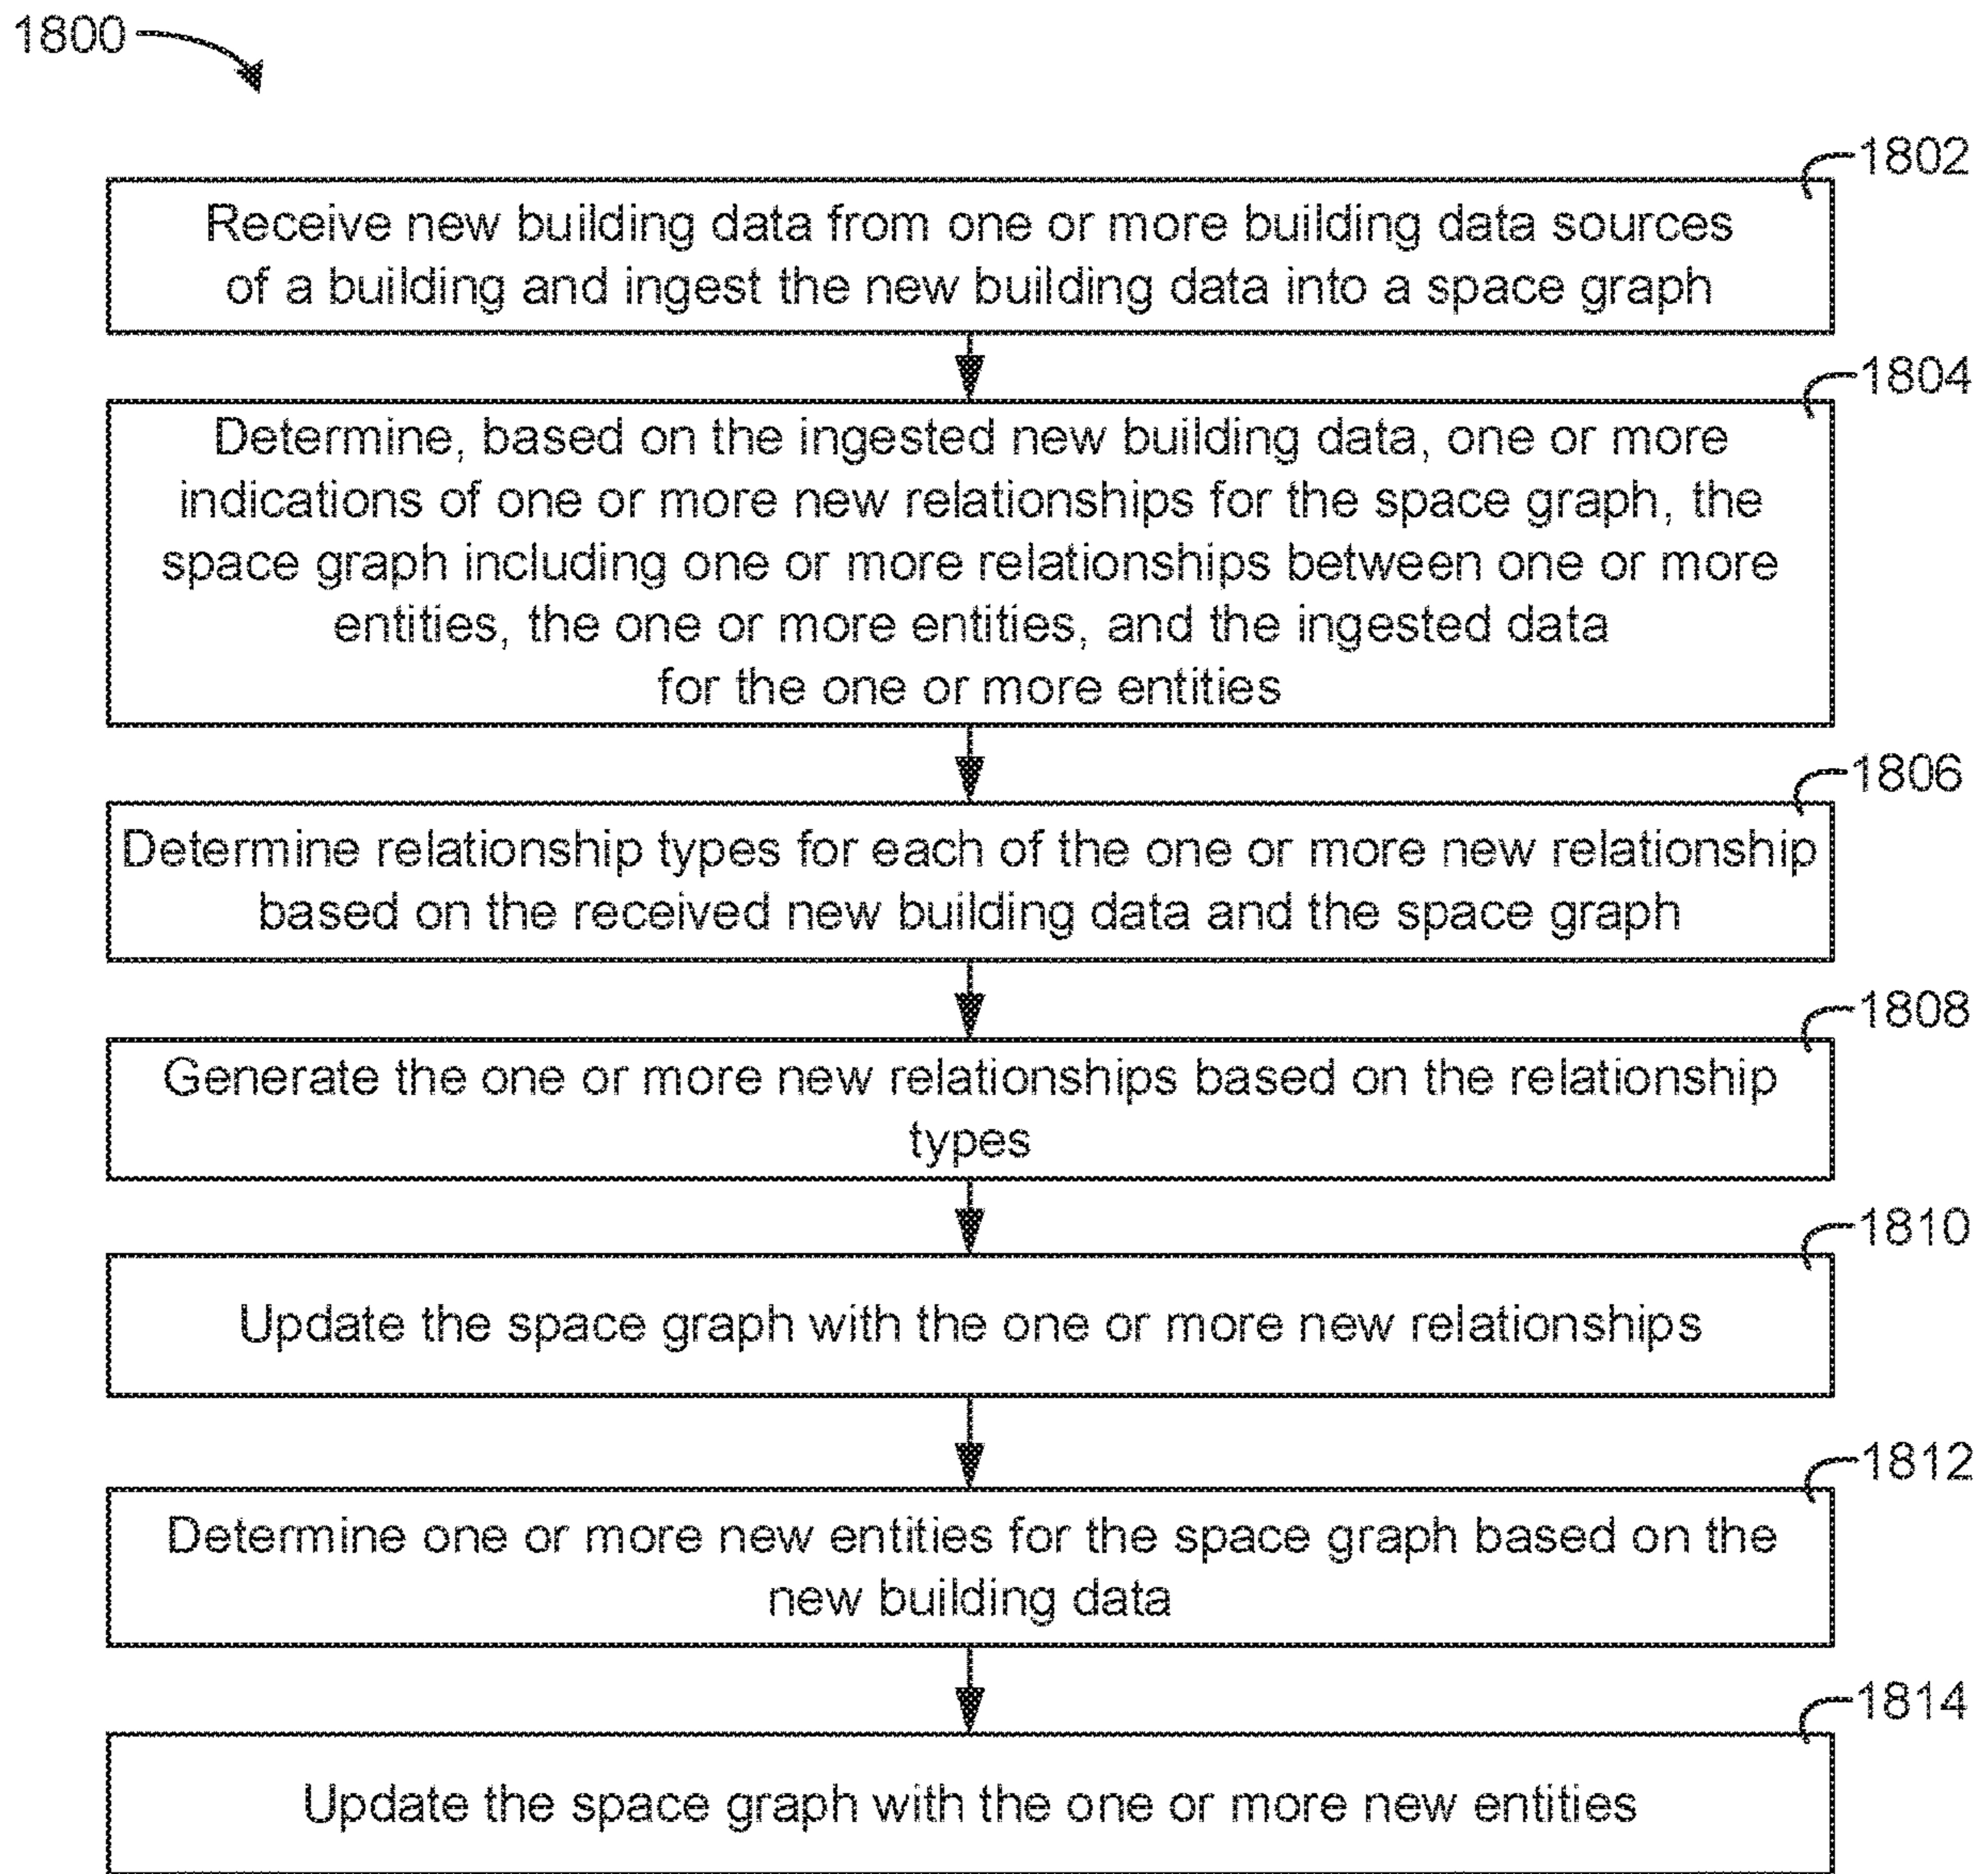 1800
1802
Receive new building data from one or more building data sources
of a building and ingest the new building data into a space graph
1804
Determine, based on the ingested new building data, one or more
indications of one or more new relationships for the space graph, the
space graph including one or more relationships between one or more
entities, the one or more entities, and the ingested data
for the one or more entities
1806
Determine relationship types for each of the one or more new relationship
based on the received new building data and the space graph
1808
Generate the one or more new relationships based on the relationship
types
1810
Update the space graph with the one or more new relationships
1812
Determine one or more new entities for the space graph based on the
new building data
1814
Update the space graph with the one or more new entities